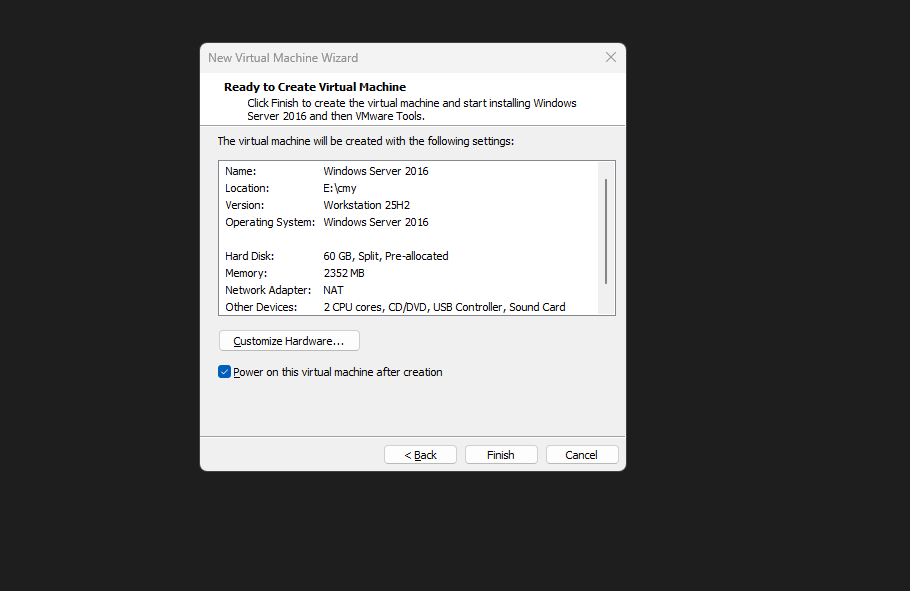 New Virtual Machine Wizard
Ready to Create Virtual Machine
Click Finish to create the virtual machine and start installing Windows
Server 2016 and then VMware Tools.
The virtual machine will be created with the following settings:
Name: Windows Server 2016
Location: E:\cmy
Version: Workstation 25H2
Operating System: Windows Server 2016
Hard Disk: 60 GB, Split, Pre-allocated
Memory: 2352 MB
Network Adapter: NAT
Other Devices: 2 CPU cores, CD/DVD, USB Controller, Sound Card
Customize Hardware...
Power on this virtual machine after creation
< Back Finish Cancel